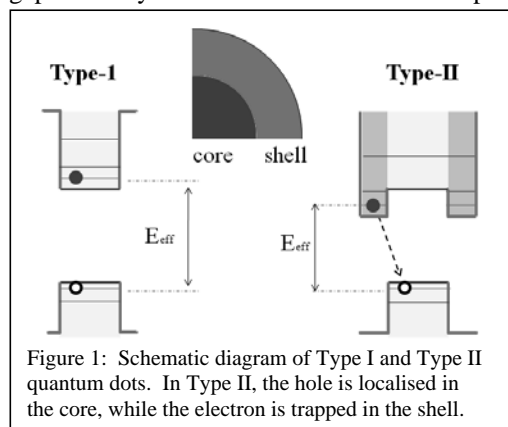 Type-1
Type-II
core shell
Eeff
Eeff
Figure 1: Schematic diagram of Type I and Type II
quantum dots. In Type II, the hole is localised in
the core, while the electron is trapped in the shell.